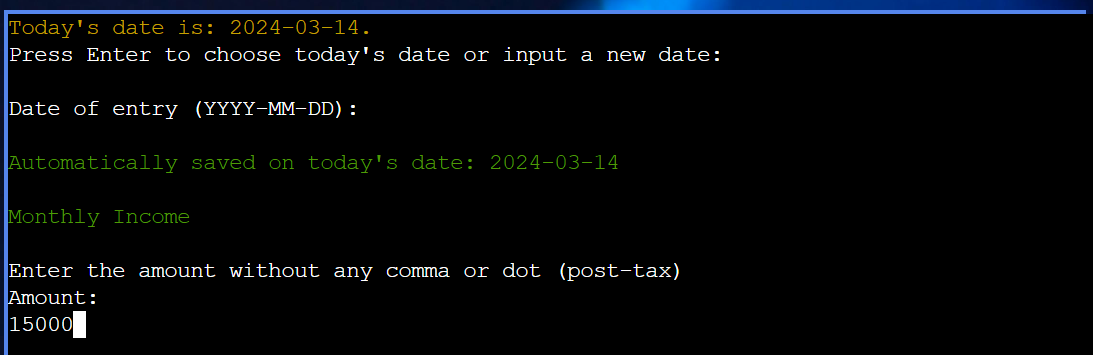 Today's date is: 2024-03-14.
Press Enter to choose today's date or input a new date:
Date of entry (YYYY-MM-DD):
Automatically saved on today's date: 2024-03-14
Monthly Income
Enter the amount without any comma or dot (post-tax)
Amount:
15000